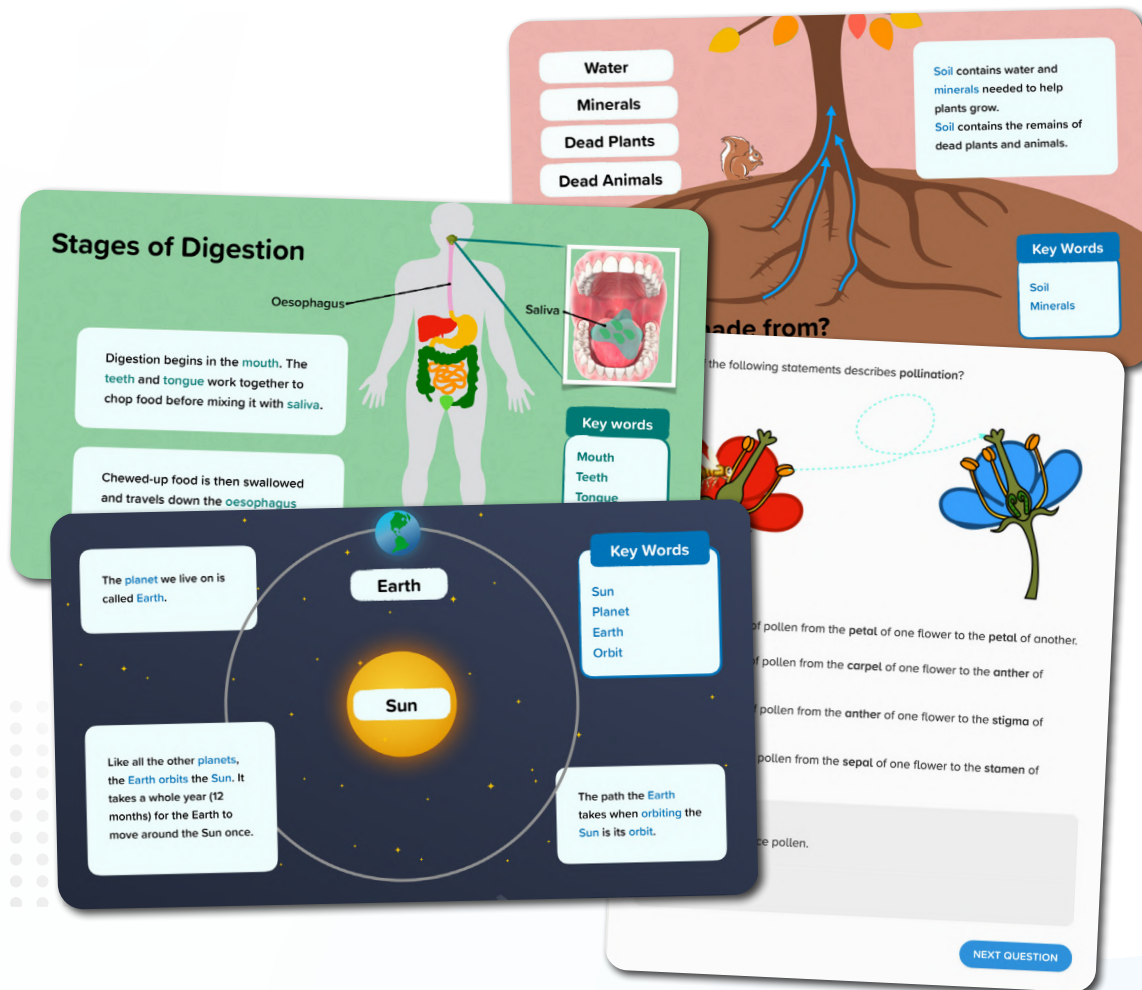 Water
Minerals
Dead Plants
Dead Animals
Soil contains water and
minerals needed to help
plants grow.
Soil contains the remains of
dead plants and animals.
Key Words
Soil
Minerals
made from?
Stages of Digestion
Oesophagus
Saliva
Digestion begins in the mouth. The
teeth and tongue work together to
chop food before mixing it with saliva.
Chewed-up food is then swallowed
and travels down the oesophagus
Key words
Mouth
Teeth
Tongue
the following statements describes pollination?
of pollen from the petal of one flower to the petal of another.
of pollen from the carpel of one flower to the anther of
of pollen from the anther of one flower to the stigma of
pollen from the sepal of one flower to the stamen of
pollen.
NEXT QUESTION
The planet we live on is
called Earth.
Earth
Sun
Key Words
Sun
Planet
Earth
Orbit
Like all the other planets,
the Earth orbits the Sun. It
takes a whole year (12
months) for the Earth to
move around the Sun once.
The path the Earth
takes when orbiting the
Sun is its orbit.